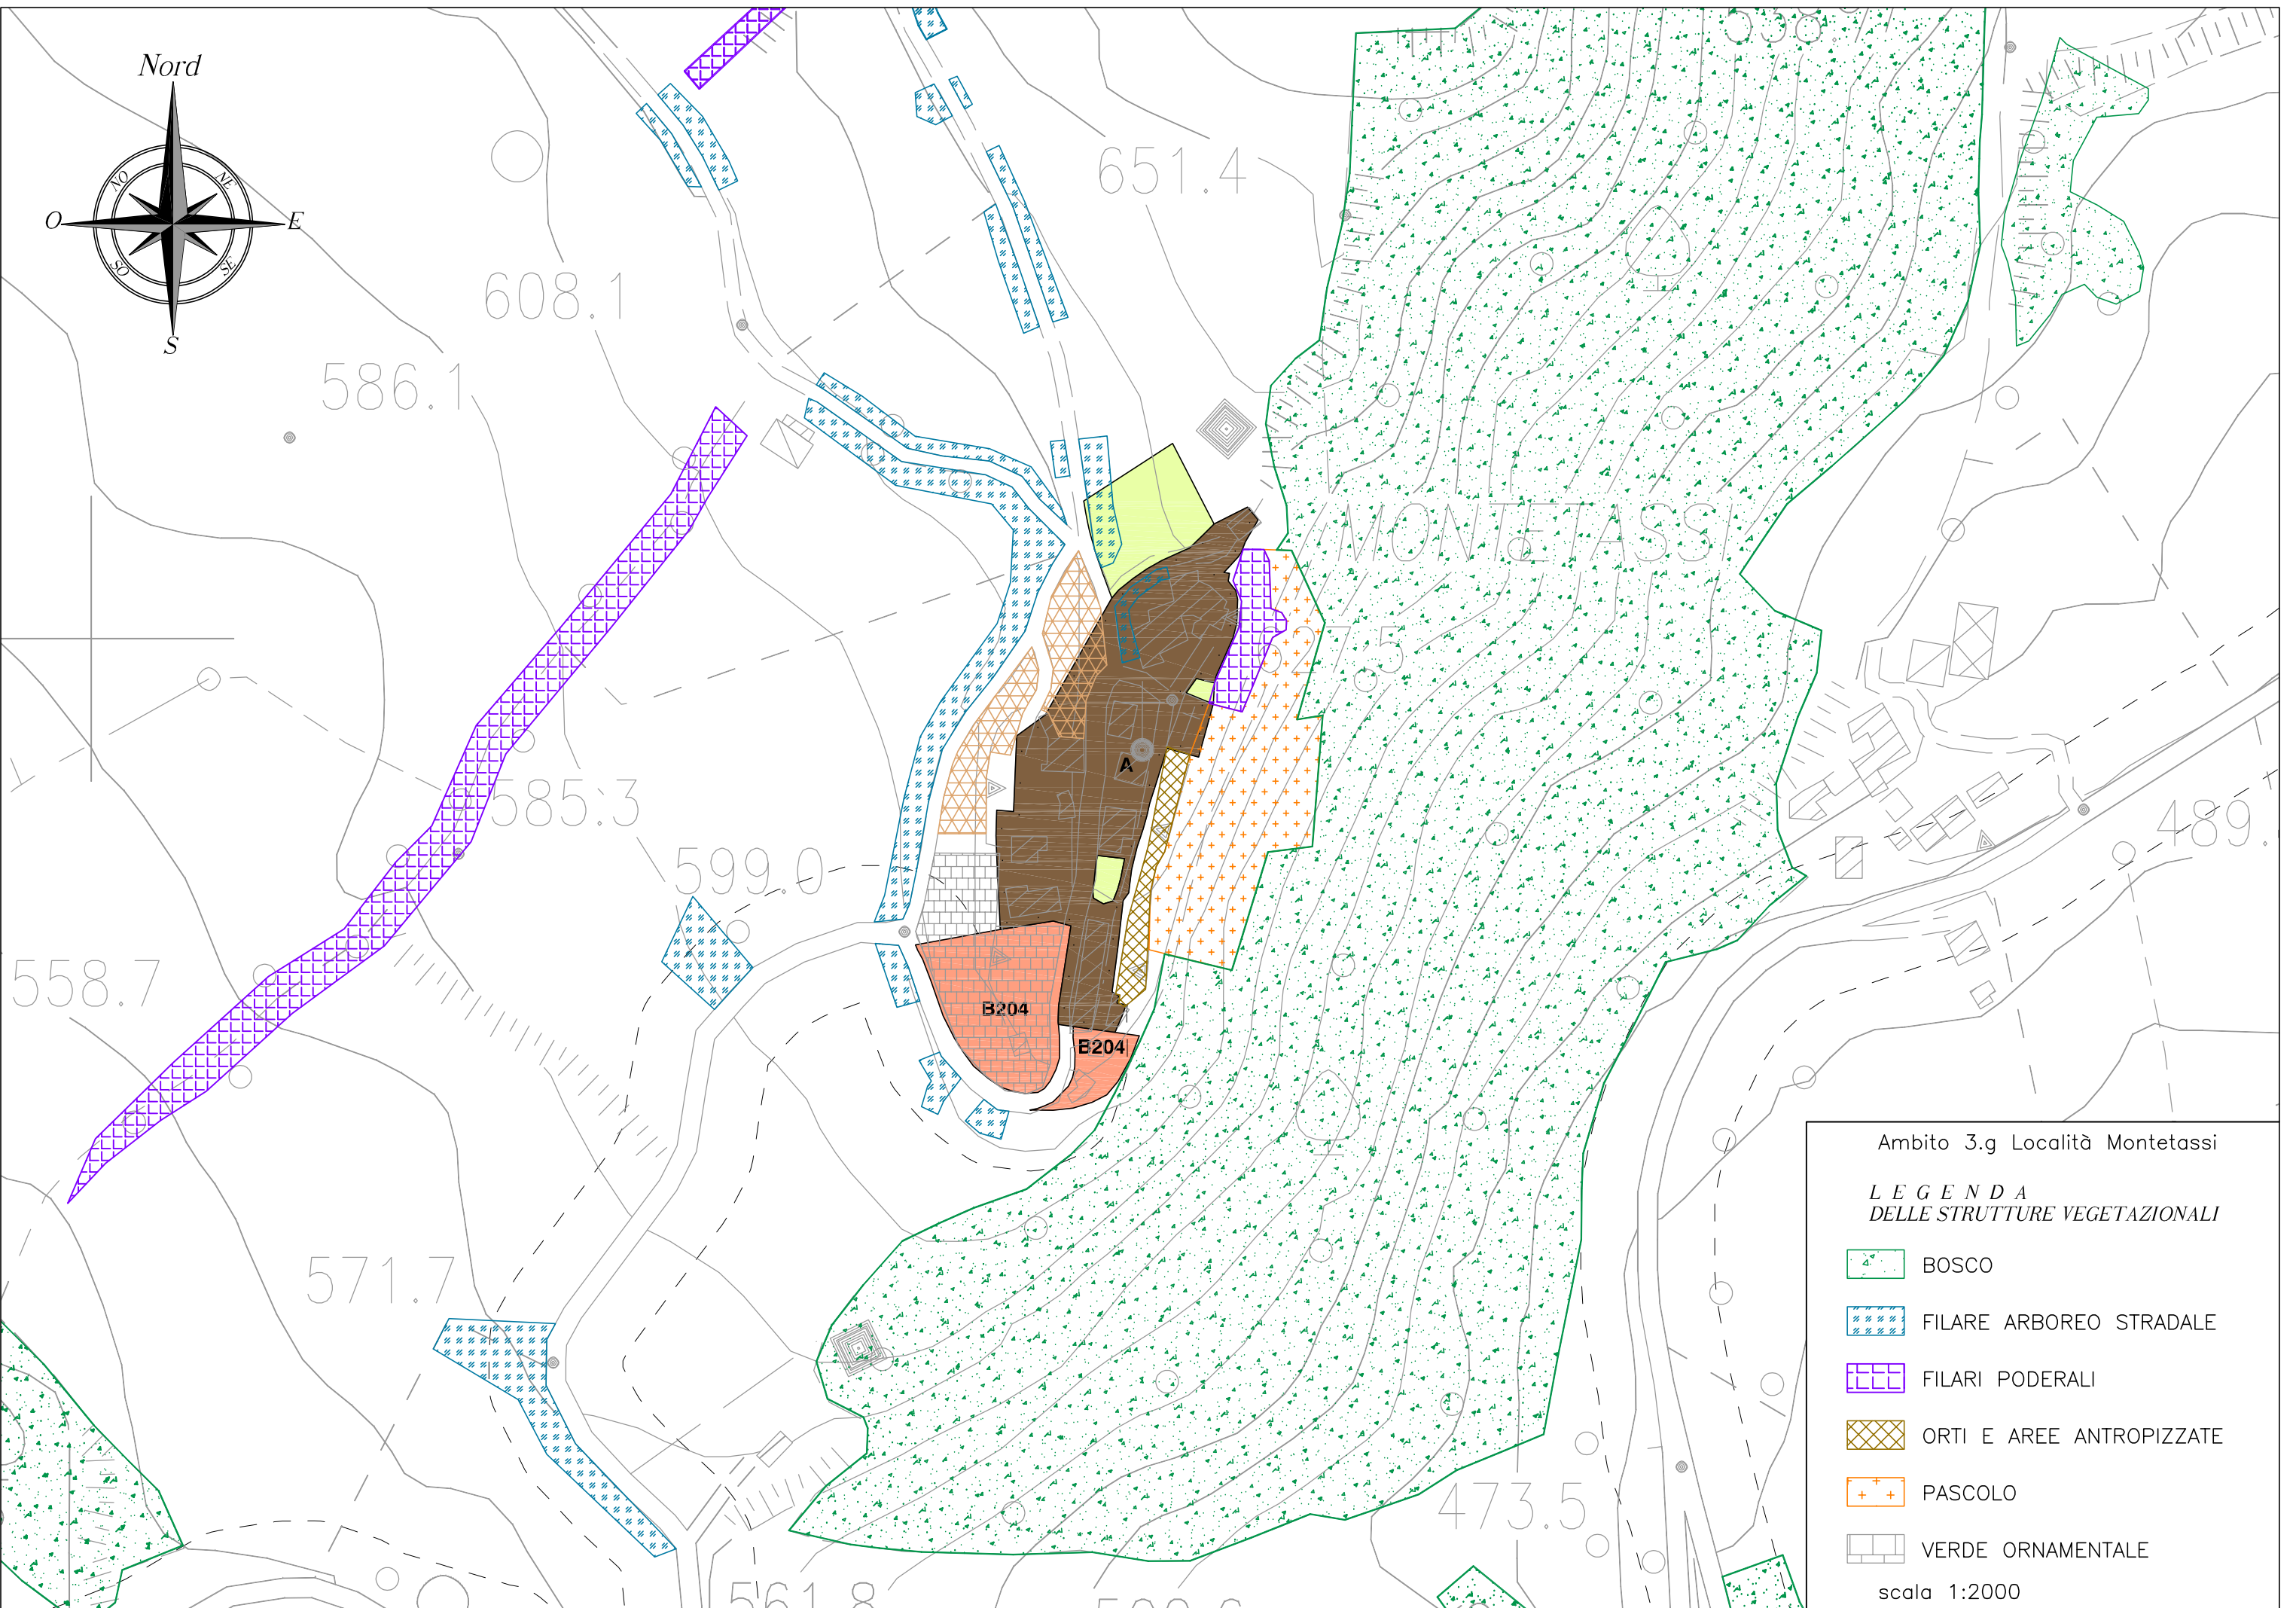 Nord
NO
NE
O
E
SO
SE
S
651.4
608.1
586.1
MONTETASSI
585.3
599.0
A
489.
558.7
B204
B204
571.7
473.5
561.8
Ambito 3.g Località Montetassi
LEGENDA
DELLE STRUTTURE VEGETAZIONALI
BOSCO
FILARE ARBOREO STRADALE
FILARI PODERALI
ORTI E AREE ANTROPIZZATE
PASCOLO
VERDE ORNAMENTALE
scala 1:2000